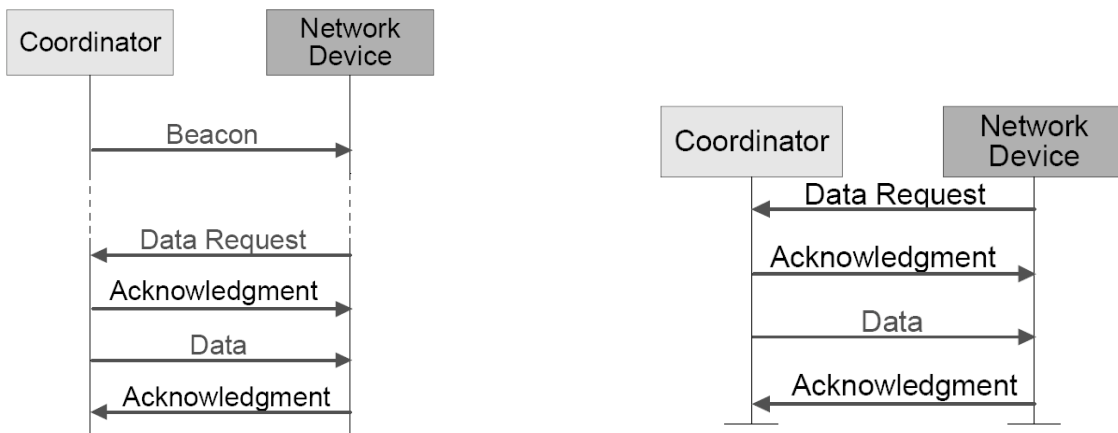 Coordinator
Network
Device
Beacon
Data Request
Acknowledgment
Data
Acknowledgment
Coordinator
Network
Device
Data Request
Acknowledgment
Data
Acknowledgment